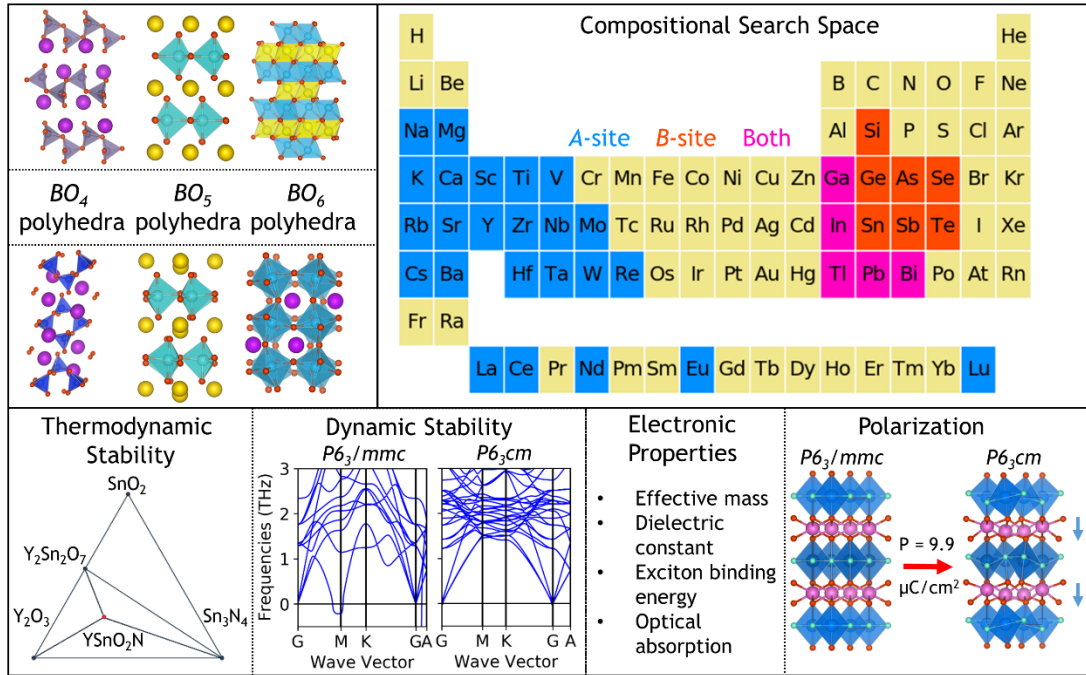 BO4 BO5 BO6
polyhedra polyhedra polyhedra
Compositional Search Space
A-site B-site Both
H He
Li Be B C N O F Ne
Na Mg Al Si P S Cl Ar
K Ca Sc Ti V Cr Mn Fe Co Ni Cu Zn Ga Ge As Se Br Kr
Rb Sr Y Zr Nb Mo Tc Ru Rh Pd Ag Cd In Sn Sb Te I Xe
Cs Ba Hf Ta W Re Os Ir Pt Au Hg Tl Pb Bi Po At Rn
Fr Ra
La Ce Pr Nd Pm Sm Eu Gd Tb Dy Ho Er Tm Yb Lu
Thermodynamic
Stability
SnO2
Y2Sn2O7
Y2O3
Sn3N4
YSnO2N
Dynamic Stability
P63/mmc P63cm
Frequencies (THz)
3
2
1
0
G M K G A
Wave Vector
3
2
1
0
G M K G A
Wave Vector
Electronic
Properties
• Effective mass
• Dielectric
constant
• Exciton binding
energy
• Optical
absorption
Polarization
P63/mmc P63cm
P = 9.9
μC/cm2